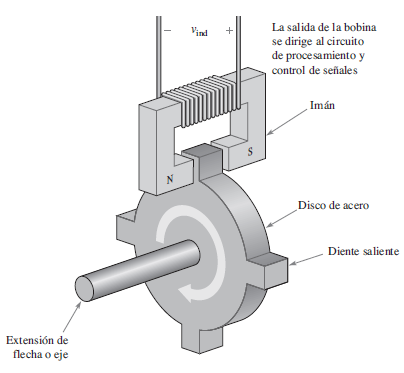 − vind +
La salida de la bobina
se dirige al circuito
de procesamiento y
control de señales
Imán
N
S
Disco de acero
Diente saliente
Extensión de
flecha o eje